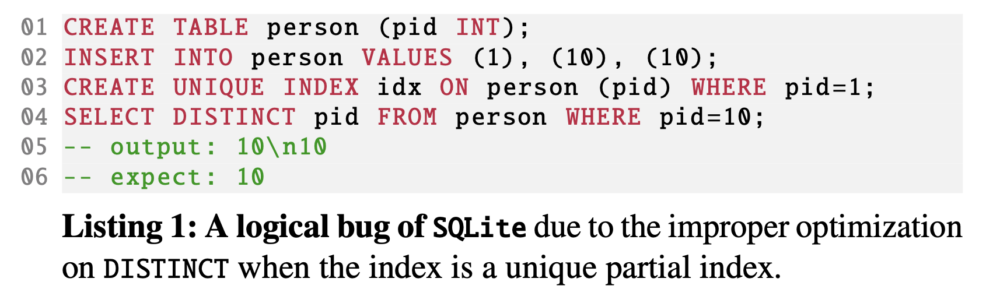 01 CREATE TABLE person (pid INT);
02 INSERT INTO person VALUES (1), (10), (10);
03 CREATE UNIQUE INDEX idx ON person (pid) WHERE pid=1;
04 SELECT DISTINCT pid FROM person WHERE pid=10;
05 -- output: 10\n10
06 -- expect: 10
Listing 1: A logical bug of SQLite due to the improper optimization
on DISTINCT when the index is a unique partial index.